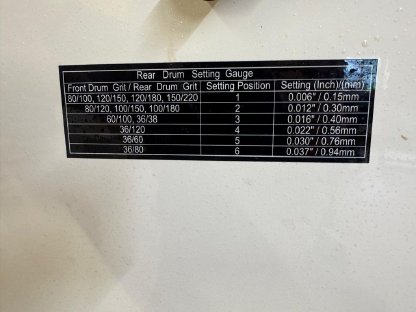 Rear Drum Setting Gauge
Front Drum Grit / Rear Drum Grit Setting Position Setting (Inch)/(mm)
80/100, 120/150, 120/180, 150/220 1 0.006" / 0.15mm
80/120, 100/150, 100/180 2 0.012" / 0.30mm
60/100, 36/38 3 0.016" / 0.40mm
36/120 4 0.022" / 0.56mm
36/60 5 0.030" / 0.76mm
36/80 6 0.037" / 0.94mm